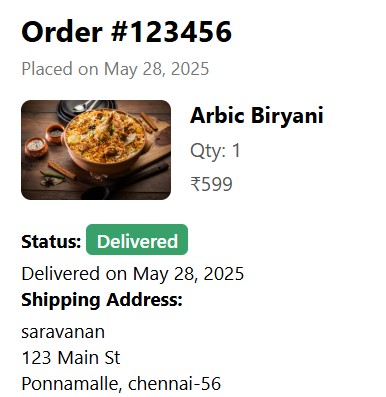 Order #123456
Placed on May 28, 2025
Arbic Biryani
Qty: 1
₹599
Status: Delivered
Delivered on May 28, 2025
Shipping Address:
saravanan
123 Main St
Ponnamalle, chennai-56